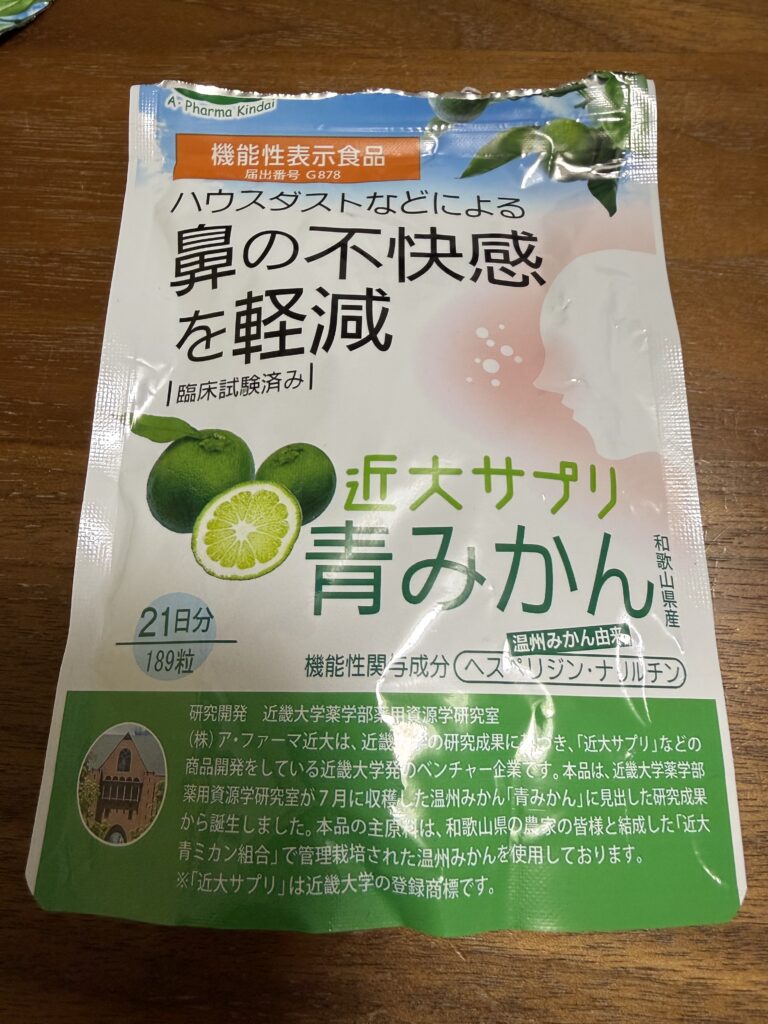 A・Pharma Kindai
機能性表示食品
届出番号 G878
ハウスダストなどによる
鼻の不快感
を軽減
臨床試験済み
近大サプリ
青みかん
和歌山県産
21日分
189粒
温州みかん由来
機能性関与成分 ヘスペリジン・ナリルチン
研究開発 近畿大学薬学部薬用資源学研究室
(株)ア・ファーマ近大は、近畿大学の研究成果に基づき、「近大サプリ」などの
商品開発をしている近畿大学発のベンチャー企業です。本品は、近畿大学薬学部
薬用資源学研究室が7月に収穫した温州みかん「青みかん」に見出した研究成果
から誕生しました。本品の主原料は、和歌山県の農家の皆様と結成した「近大
青ミカン組合」で管理栽培された温州みかんを使用しております。
※「近大サプリ」は近畿大学の登録商標です。